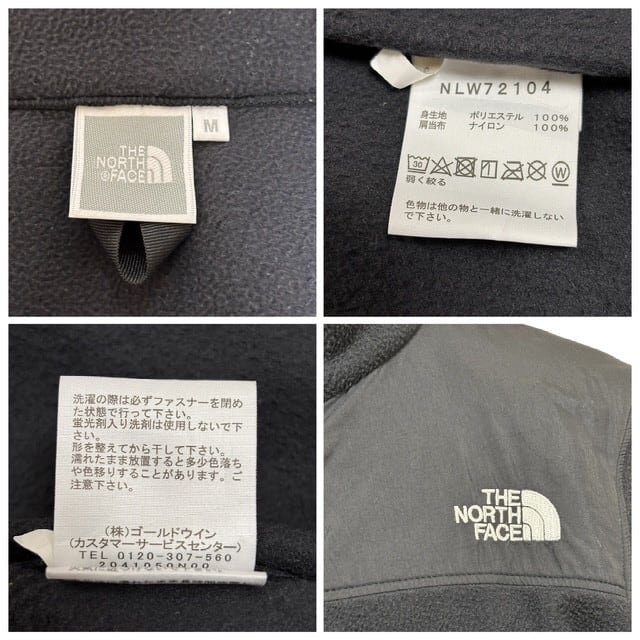 THE
NORTH
FACE
M
NLW72104
身生地 ポリエステル 100%
肩当布 ナイロン 100%
30
W
弱く絞る
色物は他の物と一緒に洗濯しない
で下さい。
洗濯の際は必ずファスナーを閉め
た状態で行って下さい。
蛍光剤入り洗剤は使用しないで下
さい。
形を整えてから干して下さい。
濡れたまま放置すると多少色落ち
や色移りすることがあります。ご
注意下さい。
(株)ゴールドウイン
(カスタマーサービスセンター)
TEL 0120-307-560
2041050N00
THE
NORTH
FACE